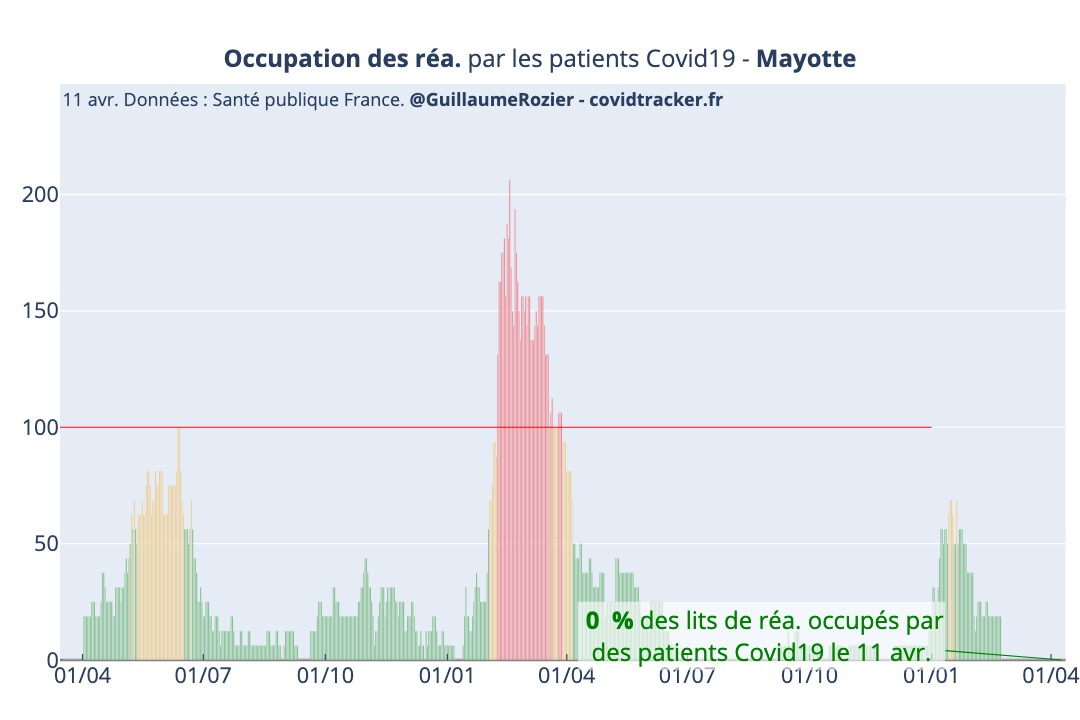 Occupation des réa. par les patients Covid19 - Mayotte
11 avr. Données : Santé publique France. @GuillaumeRozier - covidtracker.fr
200
150
100
50
0 % des lits de réa. occupés par
des patients Covid19 le 11 avr.
0
01/04 01/07 01/10 01/01 01/04 01/07 01/10 01/01 01/04